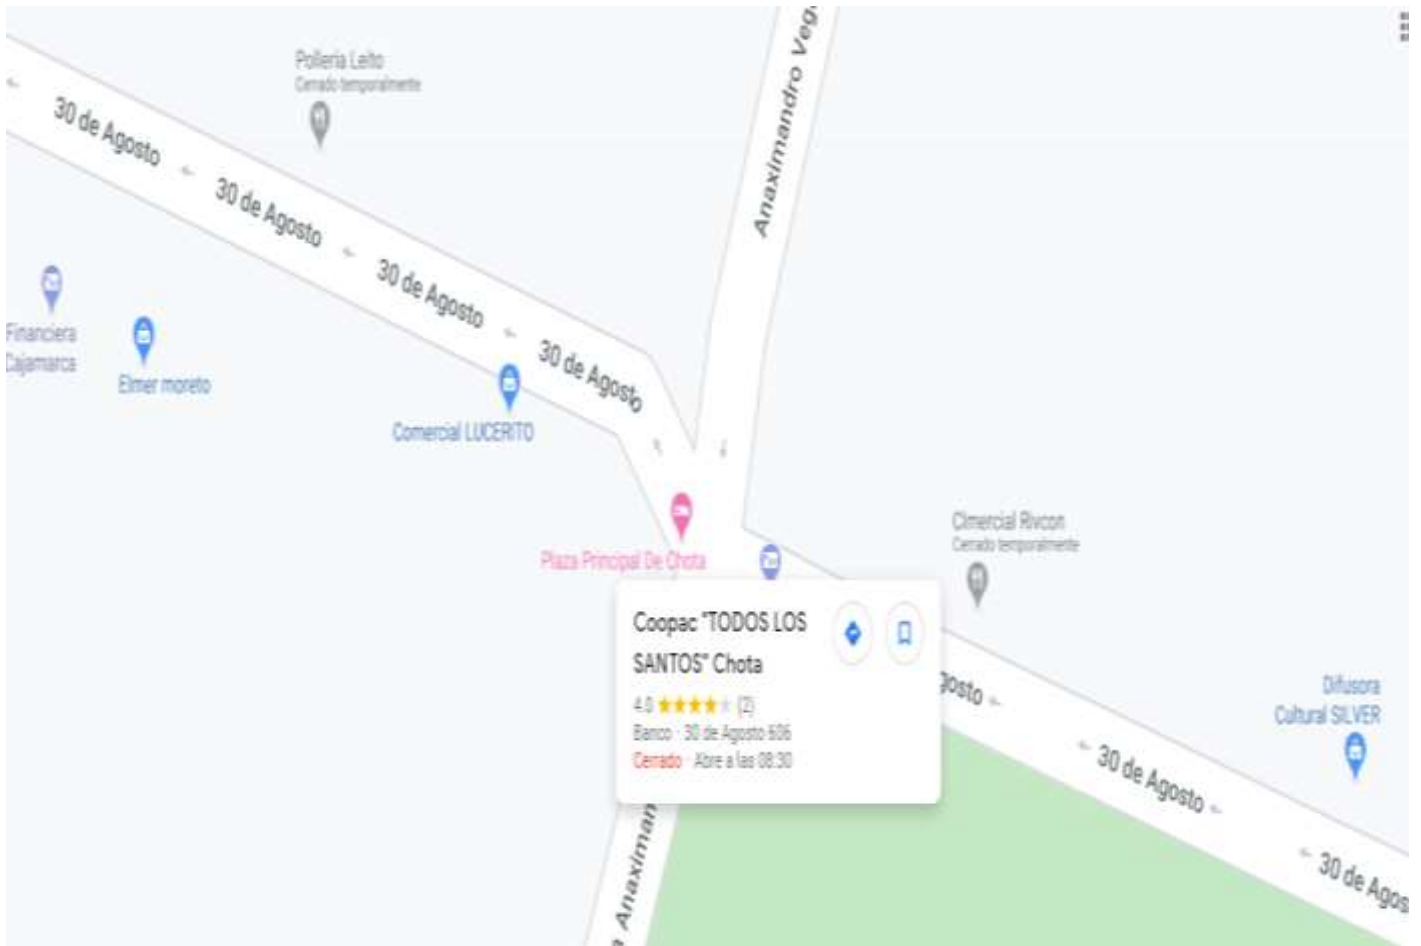 Pollería Leito
Cerrado temporalmente
Anaximandro Veg
30 de Agosto
30 de Agosto
30 de Agosto
30 de Agosto
Financiera
Cajamarca
Elmer moreto
Comercial LUCERITO
Plaza Principal De Chota
Clmercial Rivcon
Cerrado temporalmente
Coopac "TODOS LOS
SANTOS" Chota
4.0 (2)
Banco · 30 de Agosto 606
Cerrado · Abre a las 08:30
gosto
Difusora
Cultural SILVER
30 de Agosto
30 de Agos
n Anaximan